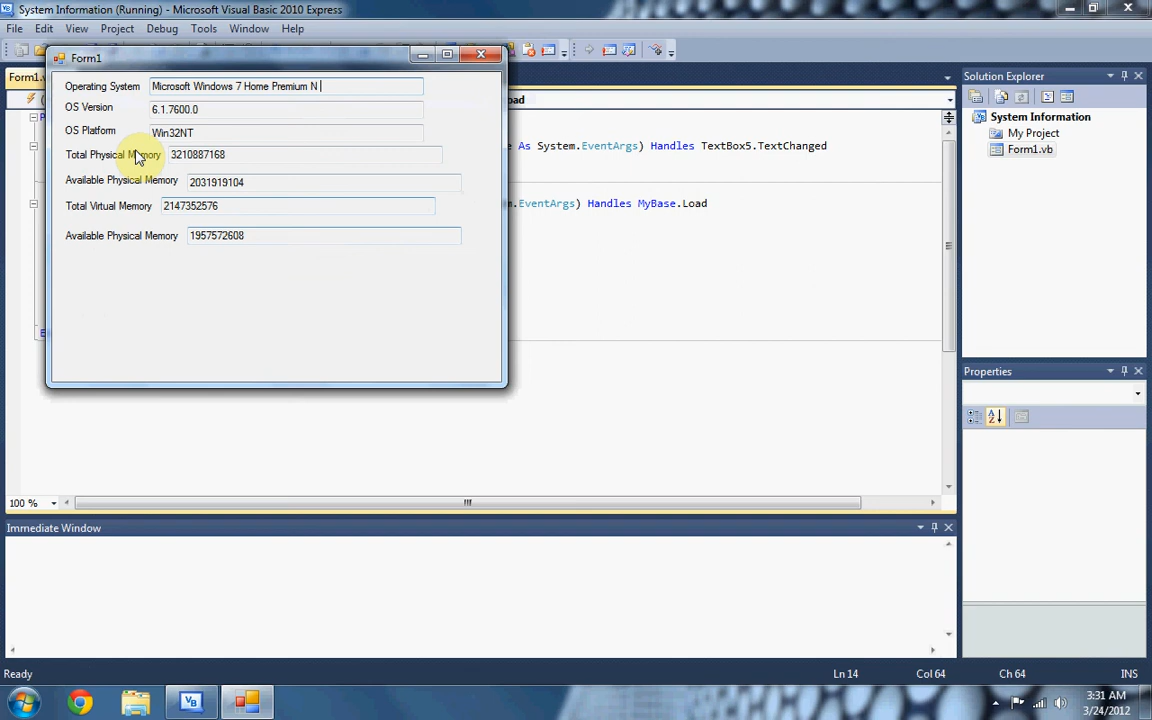 System Information (Running) - Microsoft Visual Basic 2010 Express
File Edit View Project Debug Tools Window Help
Form1
Form1.v
Solution Explorer
Operating System Microsoft Windows 7 Home Premium N
oad
OS Version 6.1.7600.0
System Information
OS Platform Win32NT
My Project
e As System.EventArgs) Handles TextBox5.TextChanged
Form1.vb
Total Physical Memory 3210887168
Available Physical Memory 2031919104
Total Virtual Memory 2147352576
m.EventArgs) Handles MyBase.Load
Available Physical Memory 1957572608
E
Properties
100 %
Immediate Window
Ready Ln 14 Col 64 Ch 64 INS
3:31 AM
3/24/2012